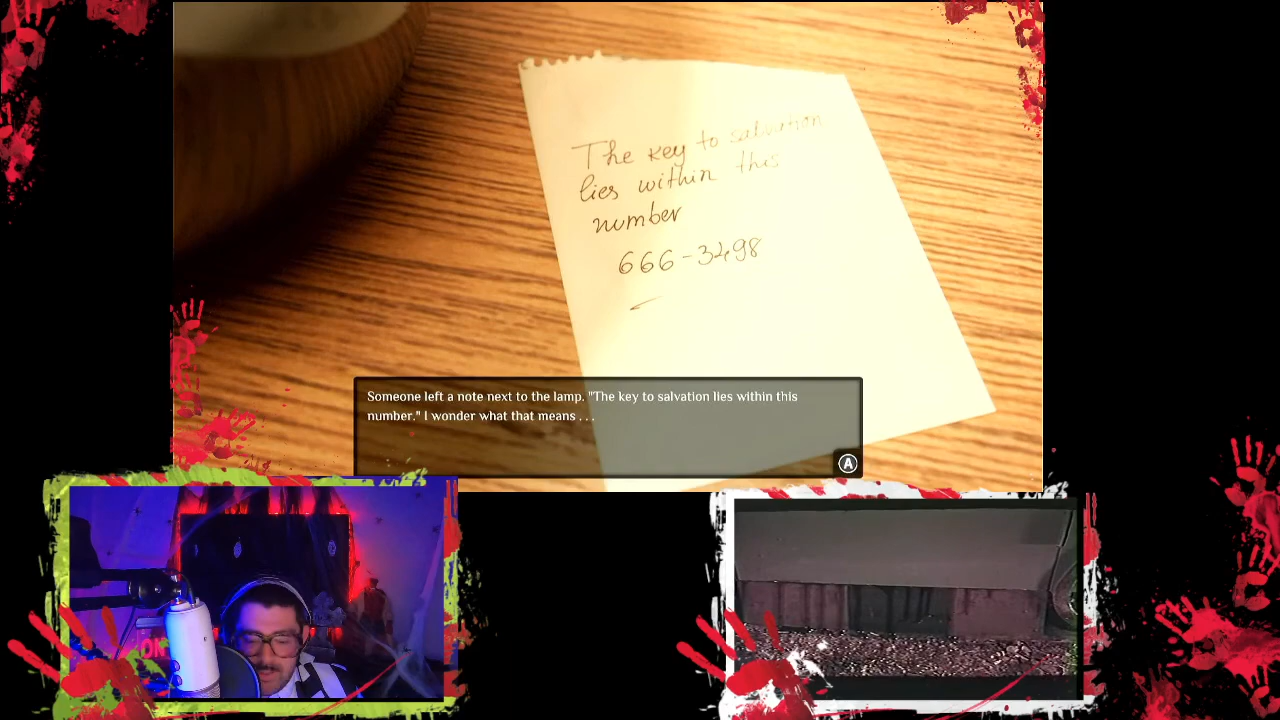 The key to salvation
lies within this
number
666-3498
Someone left a note next to the lamp. "The key to salvation lies within this
number." I wonder what that means . . .
A